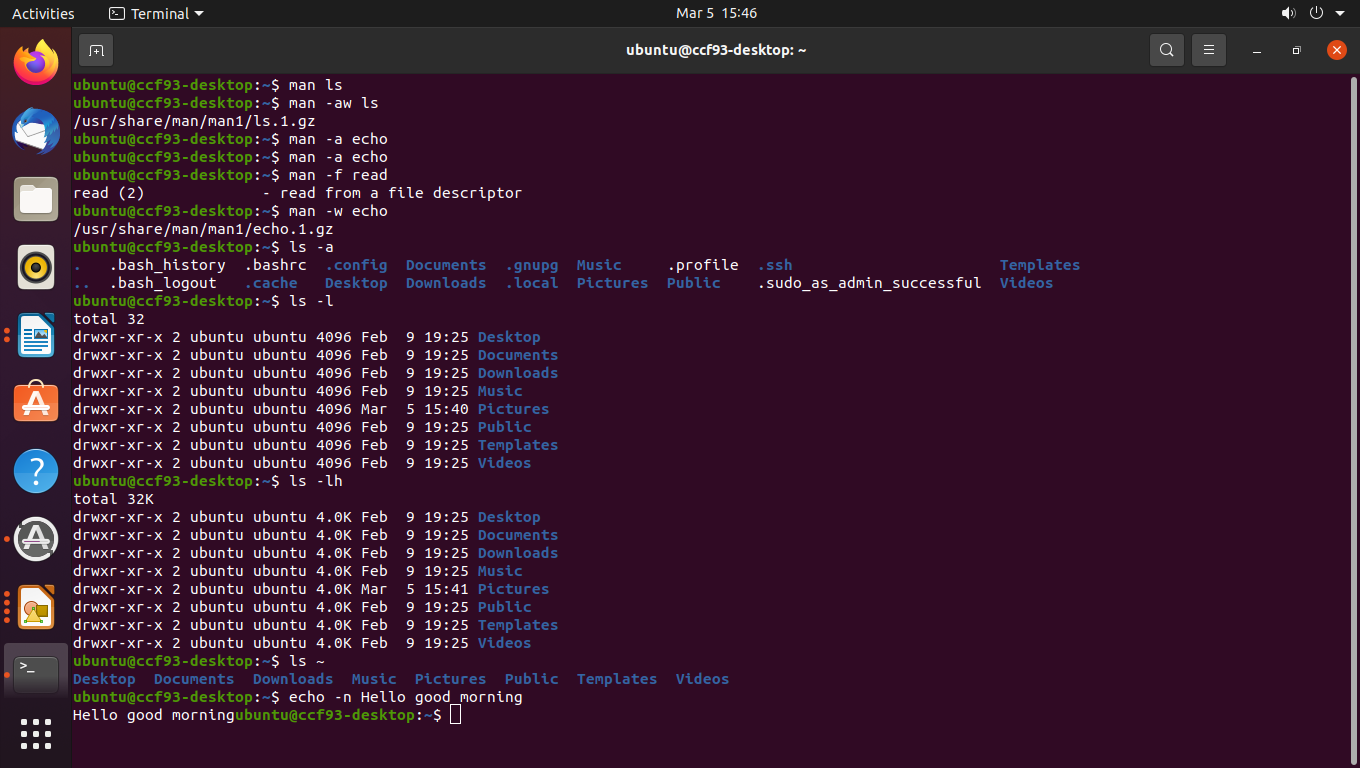 Activities Terminal Mar 5 15:46
ubuntu@ccf93-desktop: ~
ubuntu@ccf93-desktop:~$ man ls
ubuntu@ccf93-desktop:~$ man -aw ls
/usr/share/man/man1/ls.1.gz
ubuntu@ccf93-desktop:~$ man -a echo
ubuntu@ccf93-desktop:~$ man -a echo
ubuntu@ccf93-desktop:~$ man -f read
read (2)             - read from a file descriptor
ubuntu@ccf93-desktop:~$ man -w echo
/usr/share/man/man1/echo.1.gz
ubuntu@ccf93-desktop:~$ ls -a
.   .bash_history  .bashrc  .config  Documents  .gnupg  Music     .profile  .ssh                       Templates
..  .bash_logout   .cache   Desktop  Downloads  .local  Pictures  Public    .sudo_as_admin_successful  Videos
ubuntu@ccf93-desktop:~$ ls -l
total 32
drwxr-xr-x 2 ubuntu ubuntu 4096 Feb  9 19:25 Desktop
drwxr-xr-x 2 ubuntu ubuntu 4096 Feb  9 19:25 Documents
drwxr-xr-x 2 ubuntu ubuntu 4096 Feb  9 19:25 Downloads
drwxr-xr-x 2 ubuntu ubuntu 4096 Feb  9 19:25 Music
drwxr-xr-x 2 ubuntu ubuntu 4096 Mar  5 15:40 Pictures
drwxr-xr-x 2 ubuntu ubuntu 4096 Feb  9 19:25 Public
drwxr-xr-x 2 ubuntu ubuntu 4096 Feb  9 19:25 Templates
drwxr-xr-x 2 ubuntu ubuntu 4096 Feb  9 19:25 Videos
ubuntu@ccf93-desktop:~$ ls -lh
total 32K
drwxr-xr-x 2 ubuntu ubuntu 4.0K Feb  9 19:25 Desktop
drwxr-xr-x 2 ubuntu ubuntu 4.0K Feb  9 19:25 Documents
drwxr-xr-x 2 ubuntu ubuntu 4.0K Feb  9 19:25 Downloads
drwxr-xr-x 2 ubuntu ubuntu 4.0K Feb  9 19:25 Music
drwxr-xr-x 2 ubuntu ubuntu 4.0K Mar  5 15:41 Pictures
drwxr-xr-x 2 ubuntu ubuntu 4.0K Feb  9 19:25 Public
drwxr-xr-x 2 ubuntu ubuntu 4.0K Feb  9 19:25 Templates
drwxr-xr-x 2 ubuntu ubuntu 4.0K Feb  9 19:25 Videos
ubuntu@ccf93-desktop:~$ ls ~
Desktop  Documents  Downloads  Music  Pictures  Public  Templates  Videos
ubuntu@ccf93-desktop:~$ echo -n Hello good morning
Hello good morningubuntu@ccf93-desktop:~$